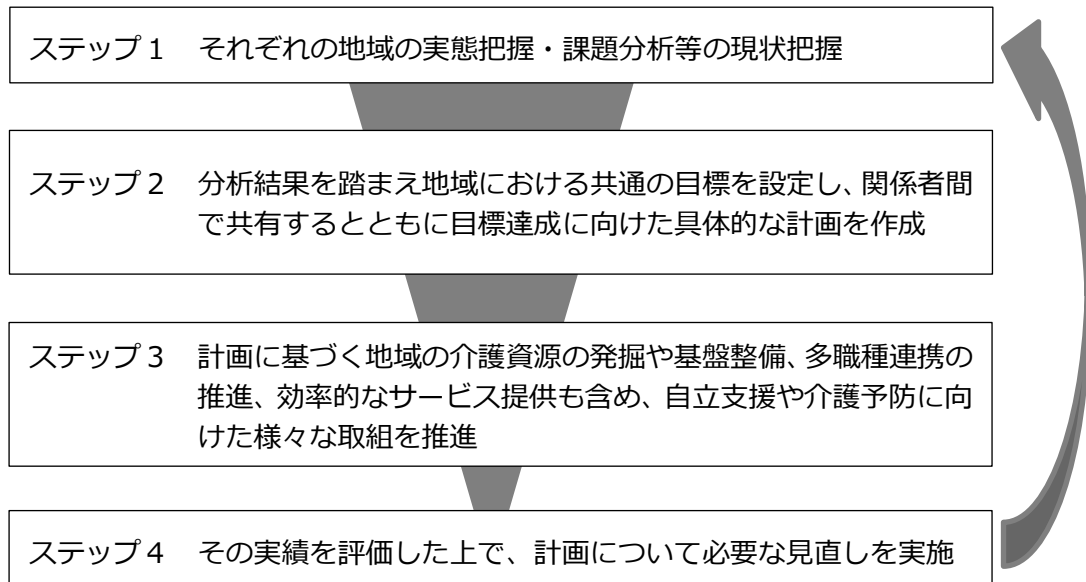 ステップ１　それぞれの地域の実態把握・課題分析等の現状把握
ステップ２　分析結果を踏まえ地域における共通の目標を設定し、関係者間
で共有するとともに目標達成に向けた具体的な計画を作成
ステップ３　計画に基づく地域の介護資源の発掘や基盤整備、多職種連携の
推進、効率的なサービス提供も含め、自立支援や介護予防に向
けた様々な取組を推進
ステップ４　その実績を評価した上で、計画について必要な見直しを実施